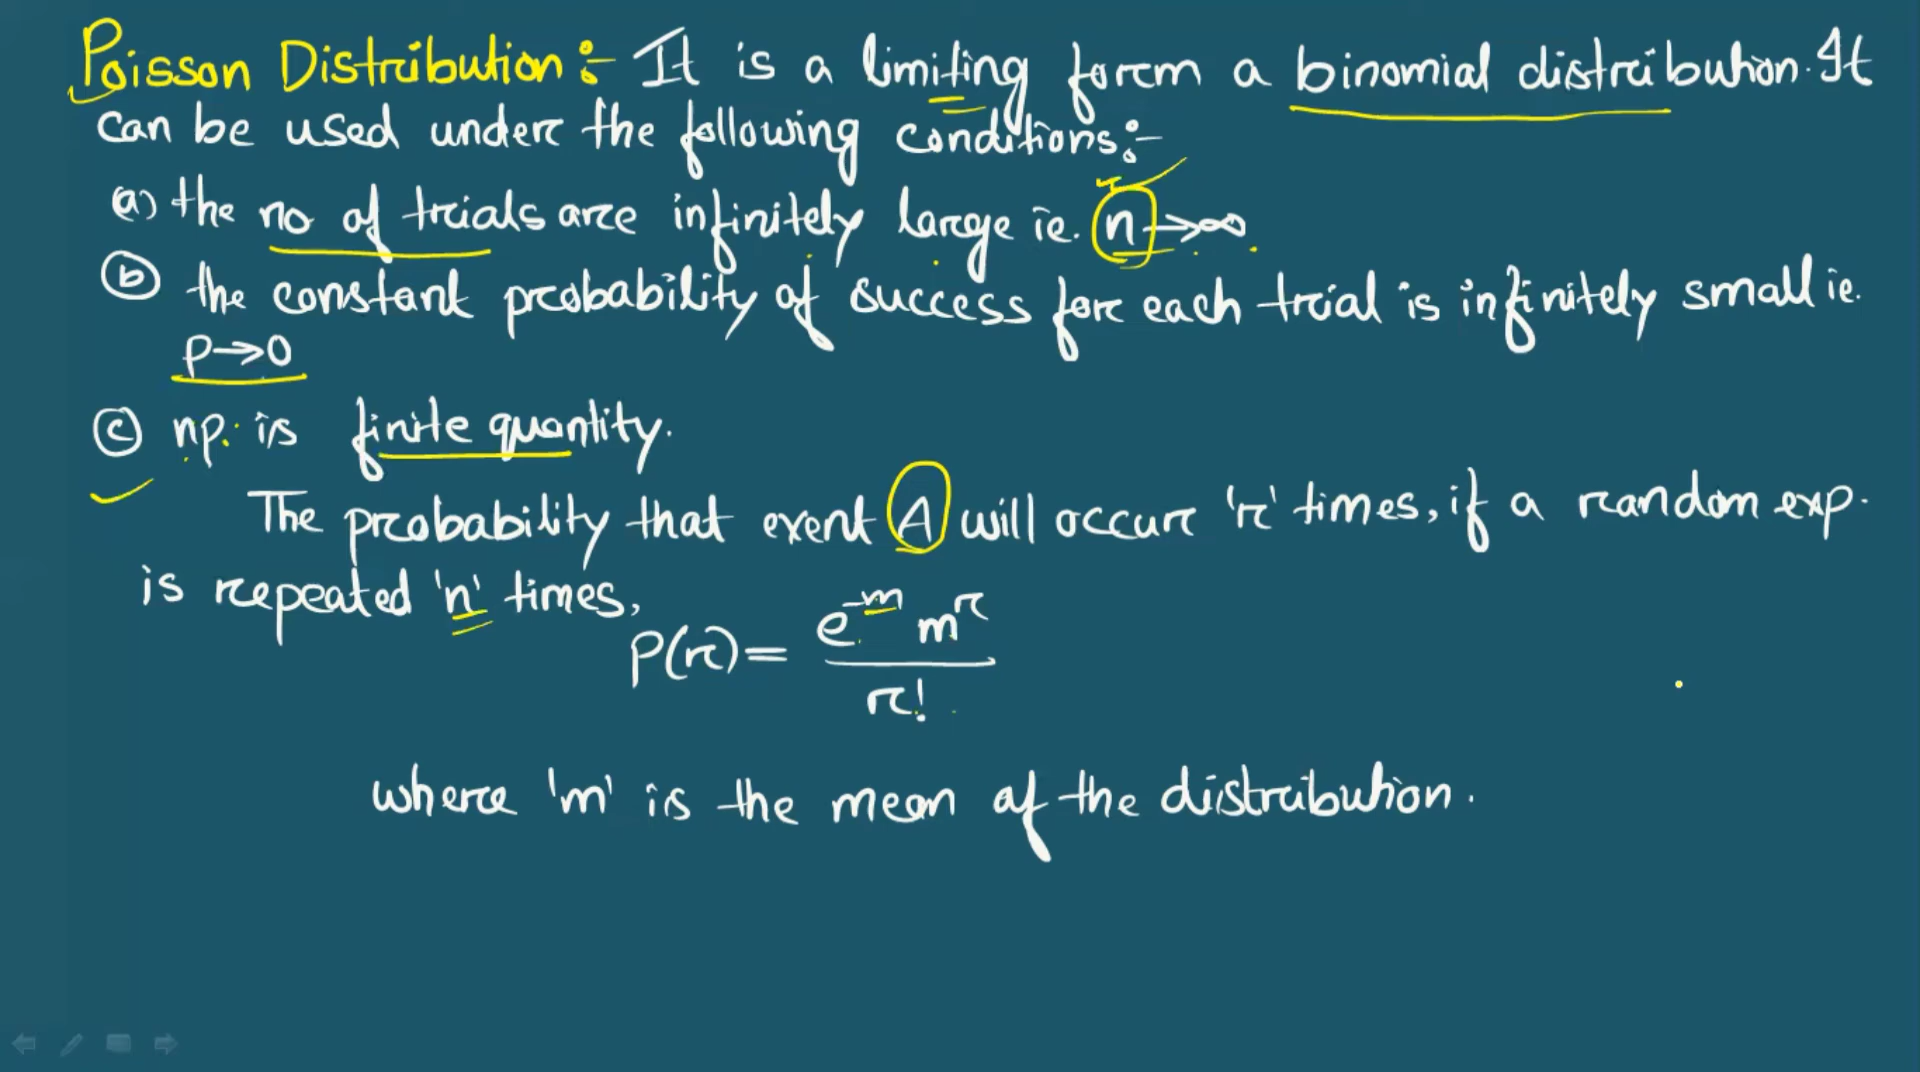 Poisson Distribution :- It is a limiting form a binomial distribution. It
can be used under the following conditions :-
(a) the no of trials are infinitely large ie. n→∞
(b) the constant probability of success for each trial is infinitely small ie.
P→0
(c) np is finite quantity.
The probability that event A will occur 'r' times, if a random exp.
is repeated 'n' times,
P(r) = e^-m m^r / r!
where 'm' is the mean of the distribution.